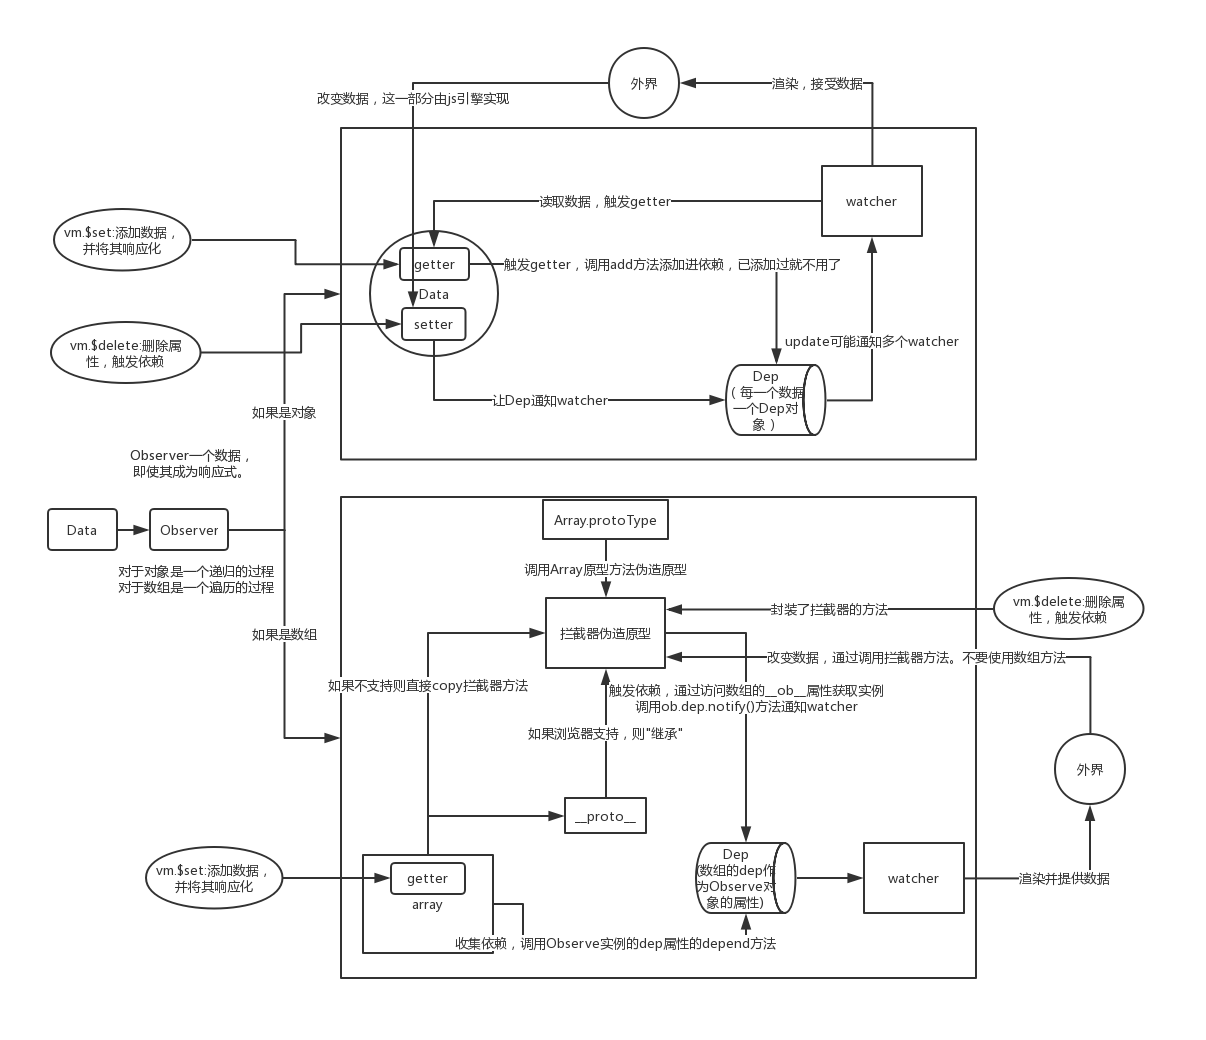 外界
渲染，接受数据
改变数据，这一部分由js引擎实现
watcher
读取数据，触发getter
vm.$set:添加数据，
并将其响应化
getter
触发getter，调用add方法添加进依赖，已添加过就不用了
Data
setter
vm.$delete:删除属
性，触发依赖
update可能通知多个watcher
Dep
（每一个数据
一个Dep对
象）
让Dep通知watcher
如果是对象
Observer一个数据，
即使其成为响应式。
Data
Observer
对于对象是一个递归的过程
对于数组是一个遍历的过程
如果是数组
Array.protoType
调用Array原型方法伪造原型
拦截器伪造原型
封装了拦截器的方法
vm.$delete:删除属
性，触发依赖
改变数据，通过调用拦截器方法。不要使用数组方法
如果不支持则直接copy拦截器方法
触发依赖，通过访问数组的__ob__属性获取实例
调用ob.dep.notify()方法通知watcher
如果浏览器支持，则"继承"
外界
__proto__
vm.$set:添加数据，
并将其响应化
getter
array
Dep
(数组的dep作
为Observe对
象的属性)
watcher
渲染并提供数据
收集依赖，调用Observe实例的dep属性的depend方法